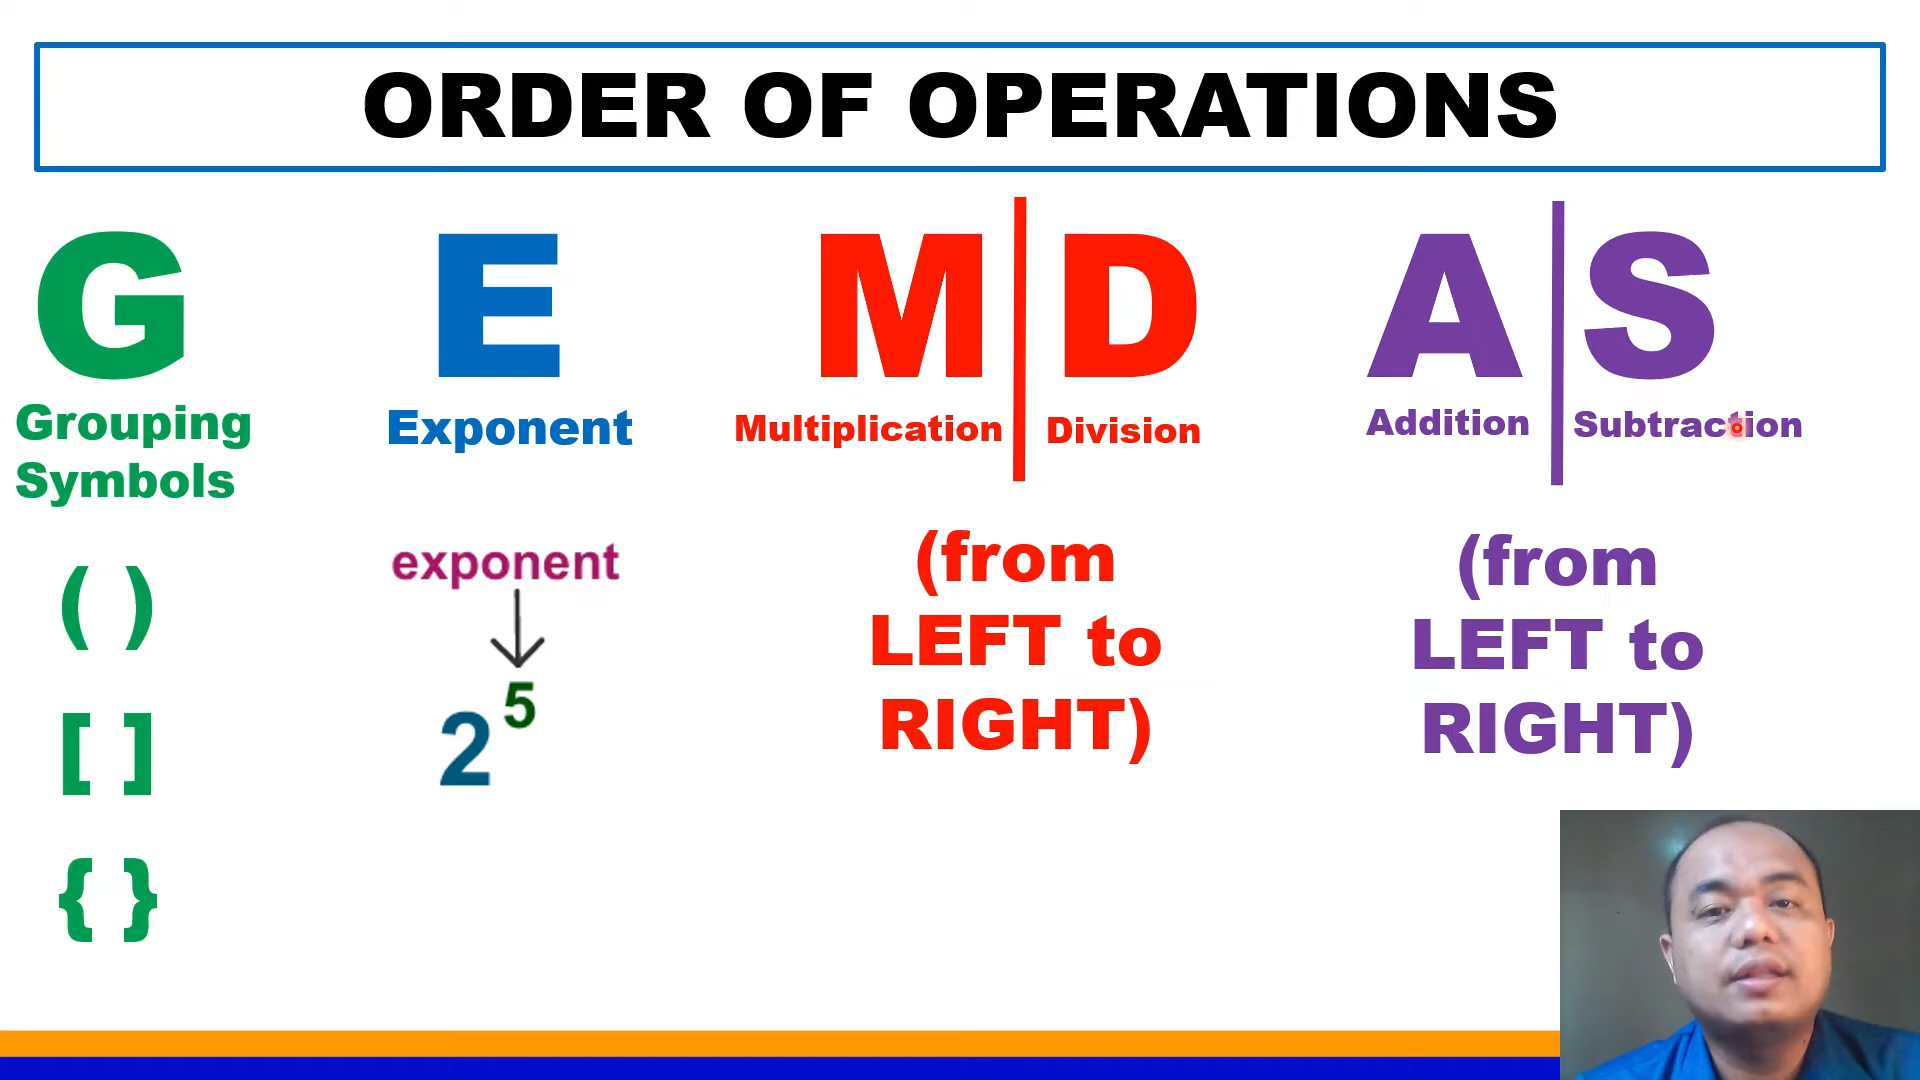 ORDER OF OPERATIONS
G
Grouping
Symbols
( )
[ ]
{ }
E
Exponent
exponent
2^5
M|D
Multiplication
Division
(from
LEFT to
RIGHT)
A|S
Addition
Subtraction
(from
LEFT to
RIGHT)